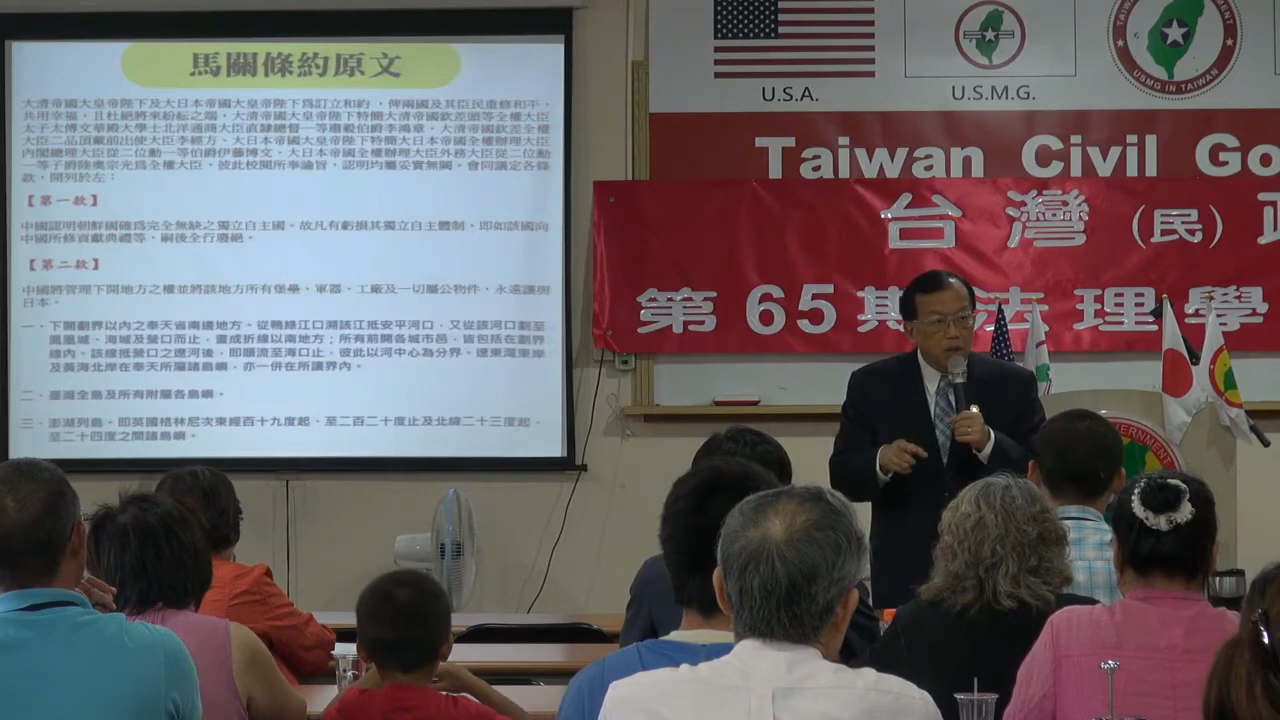 馬關條約原文
大清帝國大皇帝陛下及大日本帝國大皇帝陛下爲訂立和約，俾兩國及其臣民重修和平，
共用幸福，且杜絕將來紛紜之端，大清帝國大皇帝陛下特簡大清帝國欽差頭等全權大臣
太子太傅文華殿大學士北洋通商大臣直隸總督一等肅毅伯爵李鴻章、大清帝國欽差全權
大臣二品頂戴前出使大臣李經方、大日本帝國大皇帝陛下特簡大日本帝國全權辦理大臣
內閣總理大臣從二位勳一等伯爵伊藤博文、大日本帝國全權辦理大臣外務大臣從二位勳
一等子爵陸奧宗光爲全權大臣，彼此校閱所奉諭旨，認明均屬妥實無闕。會同議定各條
款，開列於左：
【第一款】
中國認明朝鮮國確爲完全無缺之獨立自主國。故凡有虧損其獨立自主體制，即如該國向
中國所修貢獻典禮等，嗣後全行廢絕。
【第二款】
中國將管理下開地方之權並將該地方所有堡壘、軍器、工廠及一切屬公物件，永遠讓與
日本。
一、下開劃界以內之奉天省南邊地方。從鴨綠江口溯該江抵安平河口，又從該河口劃至
鳳凰城、海城及營口而止，畫成折線以南地方；所有前開各城市邑，皆包括在劃界
線內。該線抵營口之遼河後，即順流至海口止，彼此以河中心為分界。遼東灣東岸
及黃海北岸在奉天所屬諸島嶼，亦一併在所讓界內。
二、臺灣全島及所有附屬各島嶼。
三、澎湖列島。即英國格林尼次東經百十九度起、至二百二十度止及北緯二十三度起、
至二十四度之間諸島嶼。
U.S.A.
U.S.M.G.
USMG IN TAIWAN
Taiwan Civil Go
台灣(民)政
第65期法理學